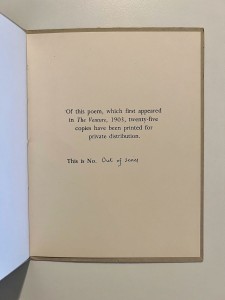 Of this poem, which first appeared
in The Venture, 1905, twenty-five
copies have been printed for
private distribution.
This is No. Out of